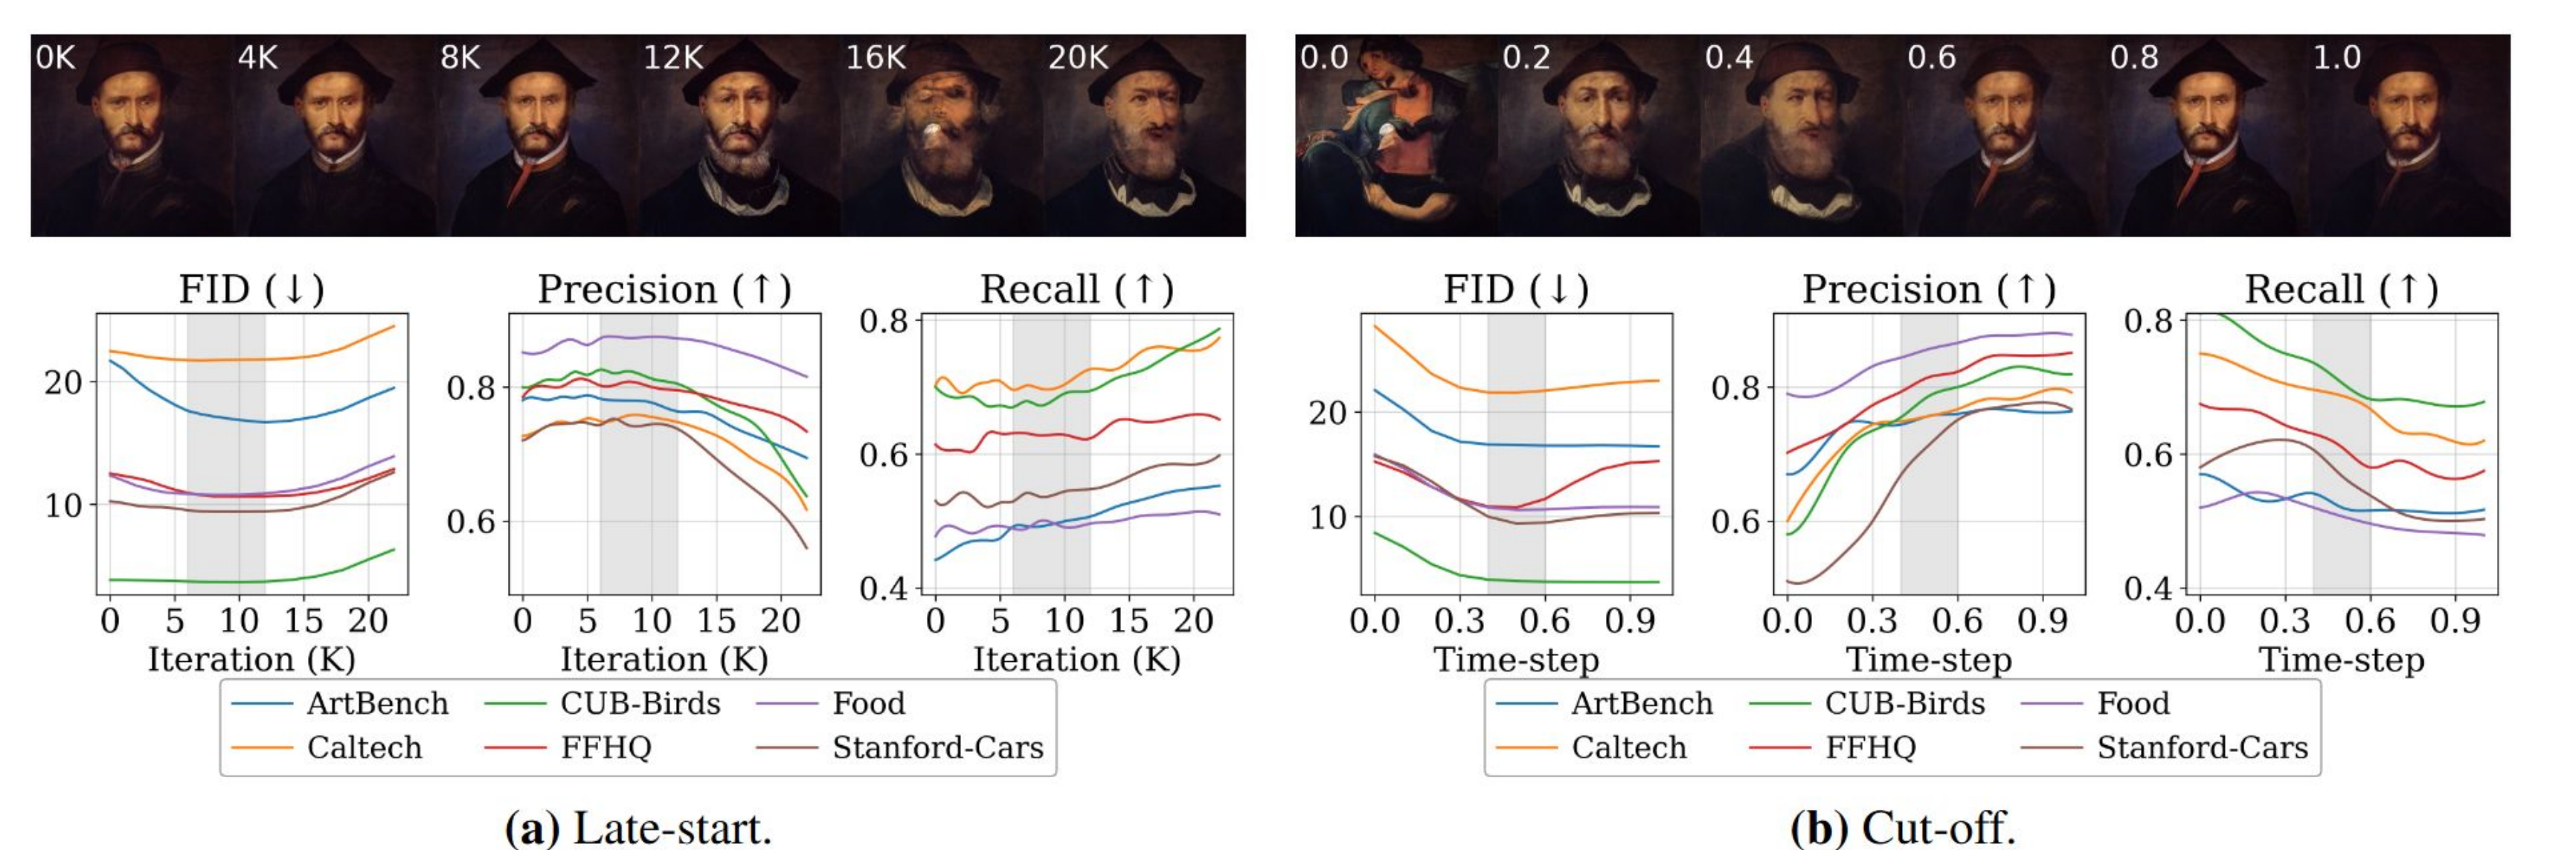 0K 4K 8K 12K 16K 20K
FID (↓) Precision (↑) Recall (↑)
20
10
0.8
0.6
0.8
0.6
0.4
0 5 10 15 20 0 5 10 15 20 0 5 10 15 20
Iteration (K) Iteration (K) Iteration (K)
ArtBench CUB-Birds Food
Caltech FFHQ Stanford-Cars
(a) Late-start.
0.0 0.2 0.4 0.6 0.8 1.0
FID (↓) Precision (↑) Recall (↑)
20
10
0.8
0.6
0.8
0.6
0.4
0.0 0.3 0.6 0.9 0.0 0.3 0.6 0.9 0.0 0.3 0.6 0.9
Time-step Time-step Time-step
ArtBench CUB-Birds Food
Caltech FFHQ Stanford-Cars
(b) Cut-off.